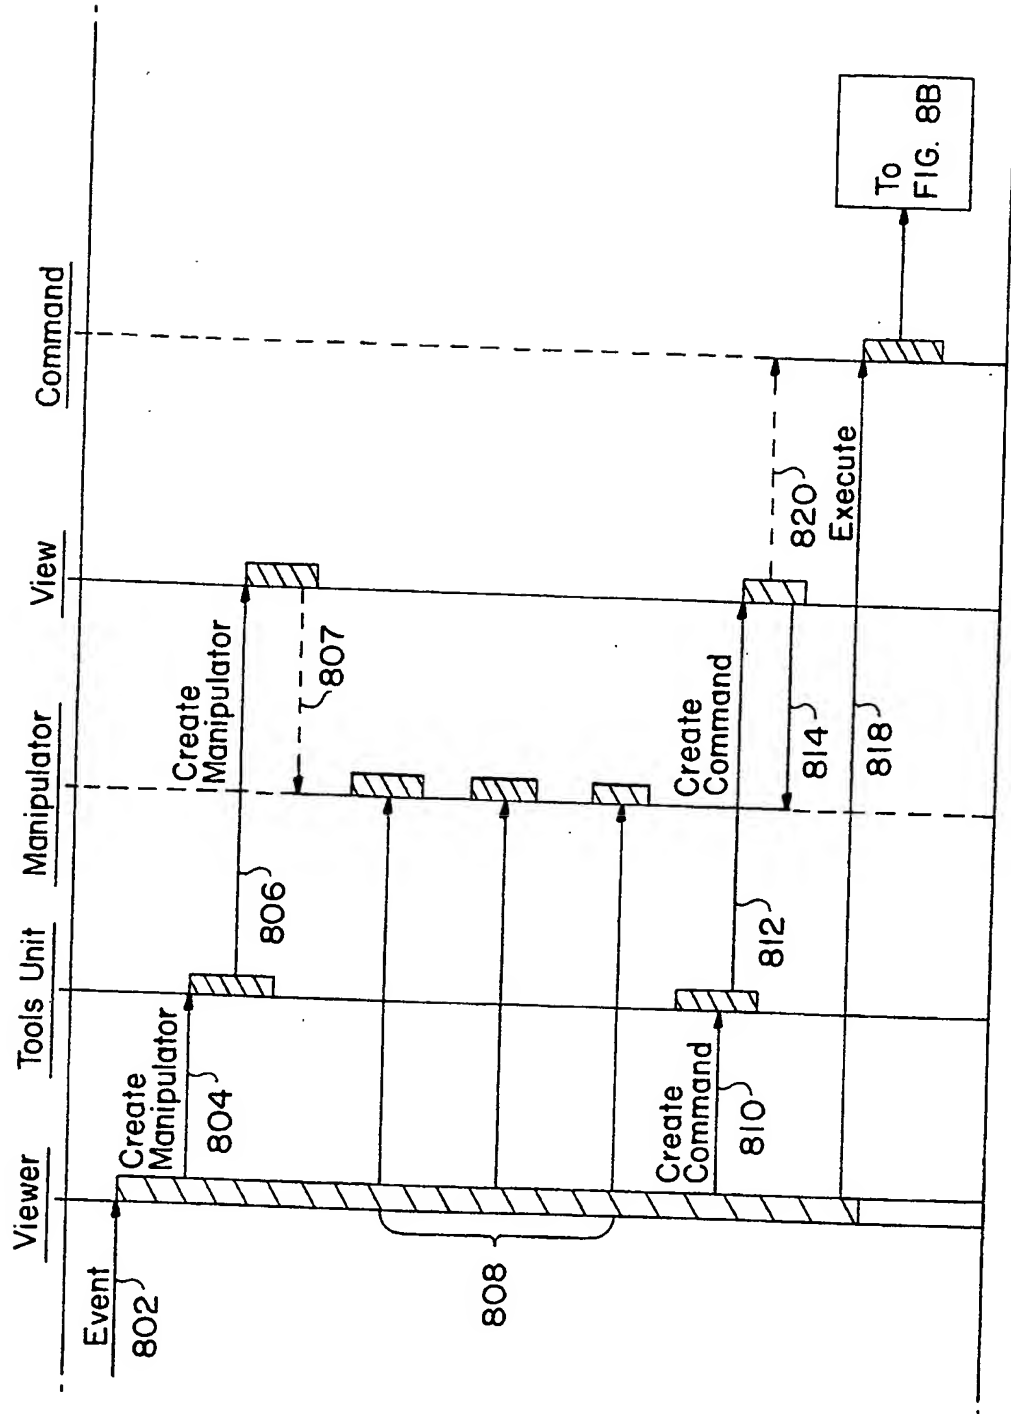 Viewer
Tools Unit
Manipulator
View
Command
Event
802
Create
Manipulator
804
806
Create
Manipulator
807
808
Create
Command
810
812
Create
Command
814
820
Execute
818
To
FIG. 8B